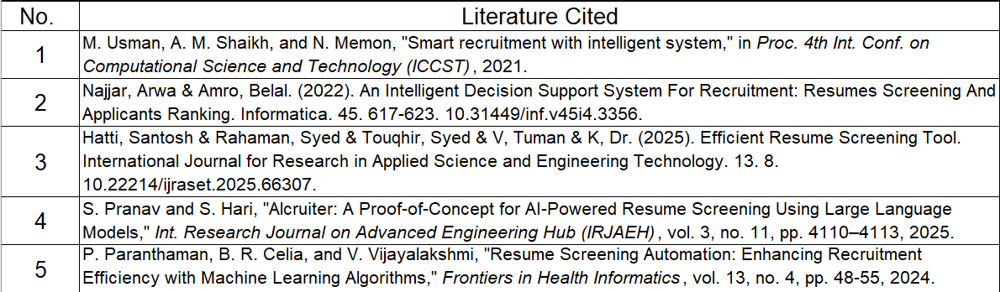 No. Literature Cited
1 M. Usman, A. M. Shaikh, and N. Memon, "Smart recruitment with intelligent system," in Proc. 4th Int. Conf. on
Computational Science and Technology (ICCST), 2021.
2 Najjar, Arwa & Amro, Belal. (2022). An Intelligent Decision Support System For Recruitment: Resumes Screening And
Applicants Ranking. Informatica. 45. 617-623. 10.31449/inf.v45i4.3356.
3 Hatti, Santosh & Rahaman, Syed & Touqhir, Syed & V, Tuman & K, Dr. (2025). Efficient Resume Screening Tool.
International Journal for Research in Applied Science and Engineering Technology. 13. 8.
10.22214/ijraset.2025.66307.
4 S. Pranav and S. Hari, "AIcruiter: A Proof-of-Concept for AI-Powered Resume Screening Using Large Language
Models," Int. Research Journal on Advanced Engineering Hub (IRJAEH), vol. 3, no. 11, pp. 4110–4113, 2025.
5 P. Paranthaman, B. R. Celia, and V. Vijayalakshmi, "Resume Screening Automation: Enhancing Recruitment
Efficiency with Machine Learning Algorithms," Frontiers in Health Informatics, vol. 13, no. 4, pp. 48-55, 2024.